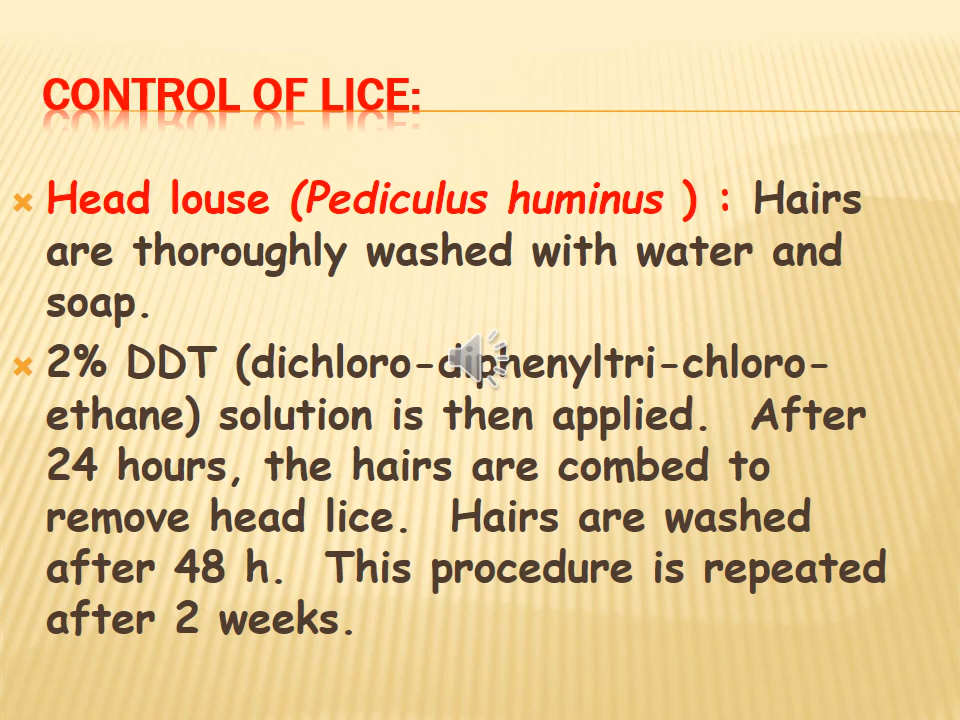 CONTROL OF LICE:
Head louse (Pediculus huminus ) : Hairs
are thoroughly washed with water and
soap.
2% DDT (dichloro-diphenyltri-chloro-
ethane) solution is then applied.  After
24 hours, the hairs are combed to
remove head lice.  Hairs are washed
after 48 h.  This procedure is repeated
after 2 weeks.